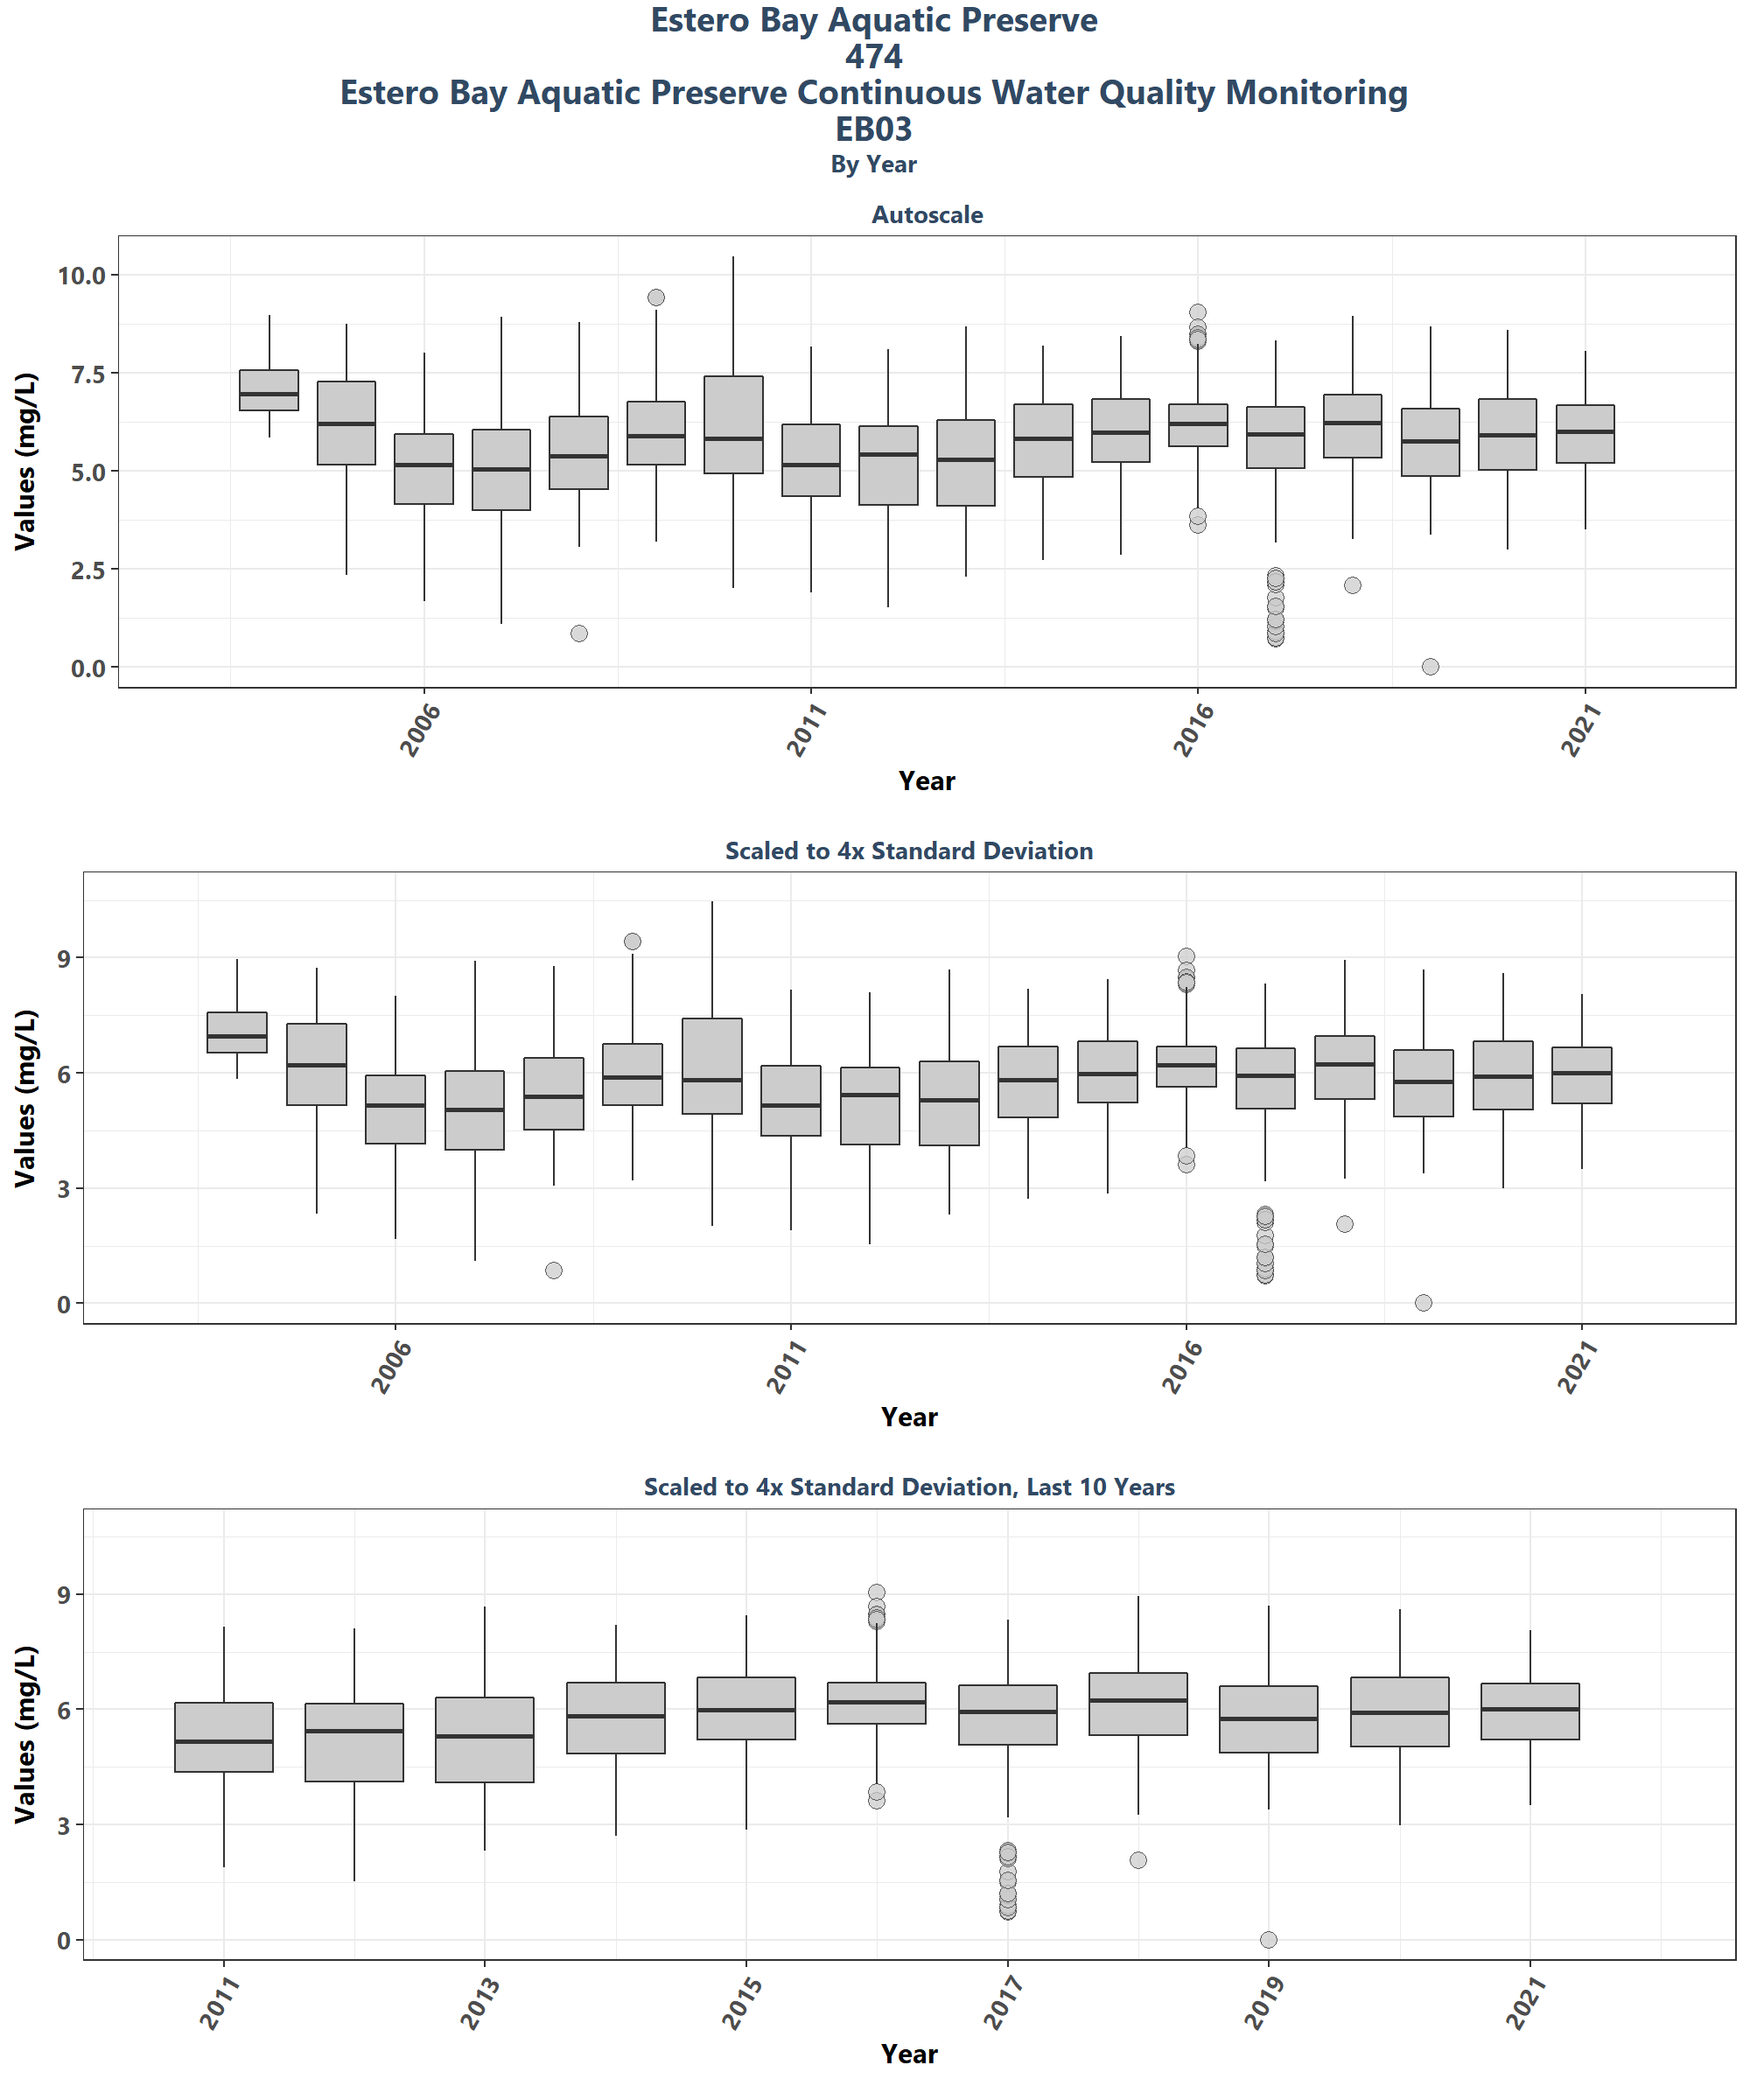 Estero Bay Aquatic Preserve
474
Estero Bay Aquatic Preserve Continuous Water Quality Monitoring
EB03
By Year
Autoscale
Values (mg/L)
10.0
7.5
5.0
2.5
0.0
2006
2011
2016
2021
Year
Scaled to 4x Standard Deviation
Values (mg/L)
9
6
3
0
2006
2011
2016
2021
Year
Scaled to 4x Standard Deviation, Last 10 Years
Values (mg/L)
9
6
3
0
2011
2013
2015
2017
2019
2021
Year